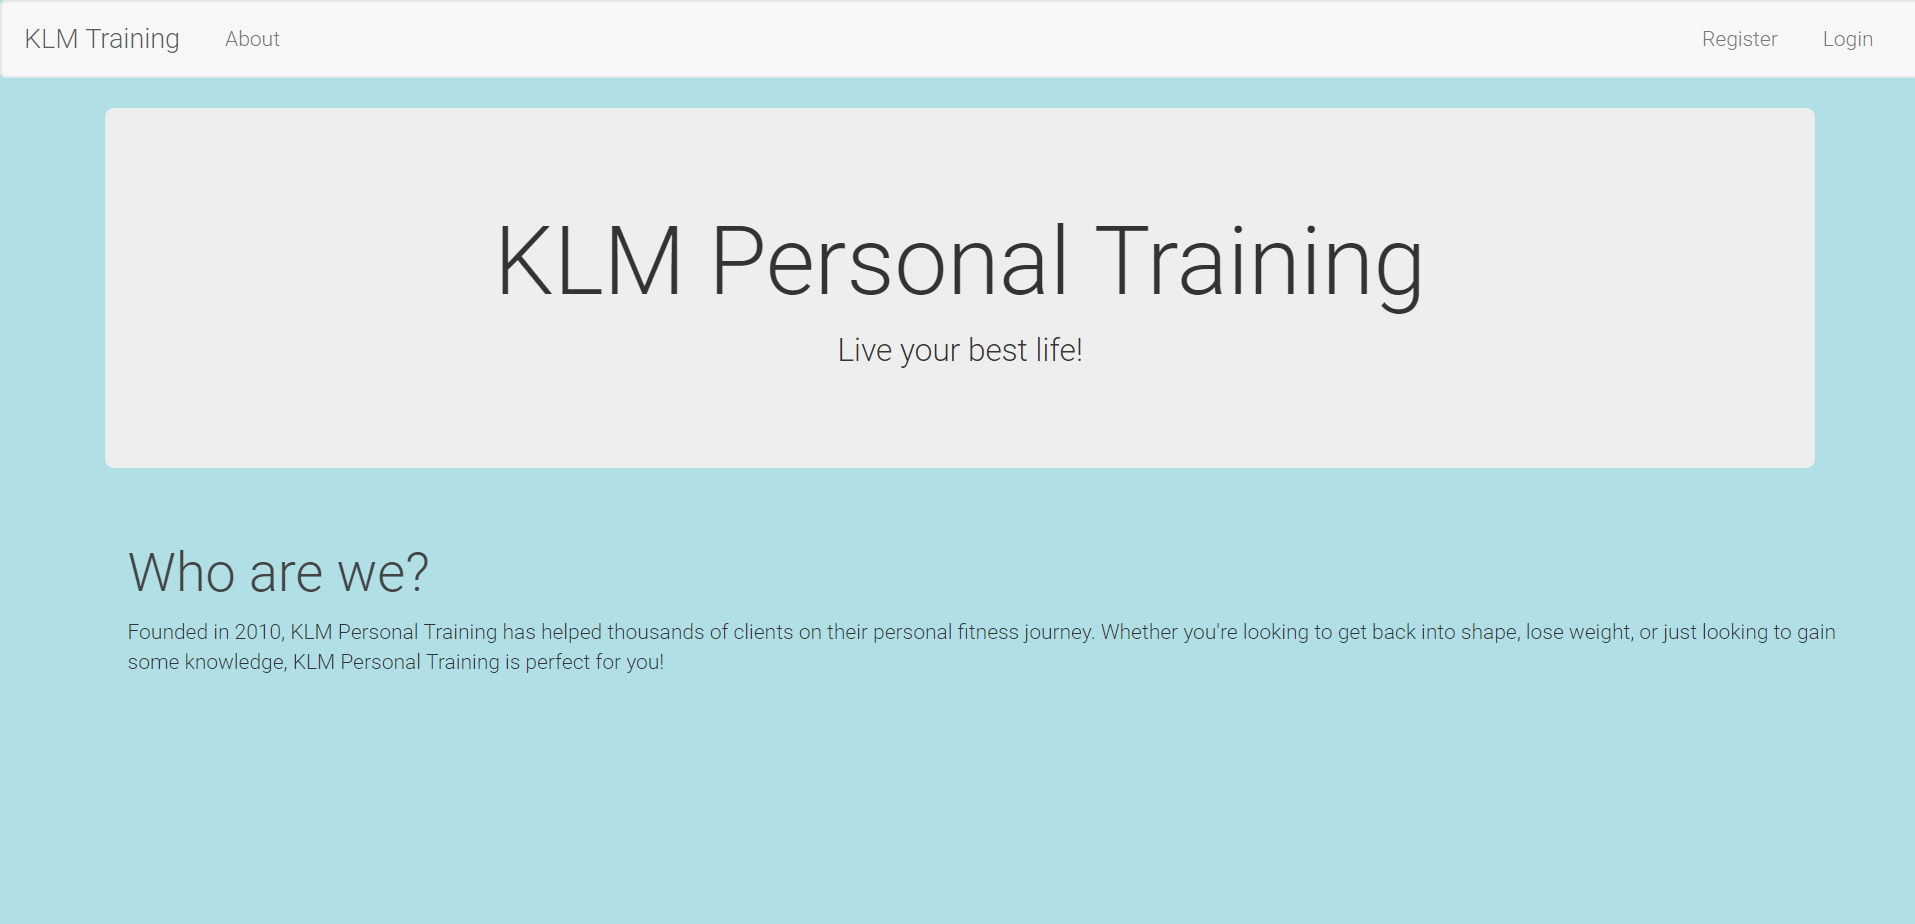 KLM Training About Register Login
KLM Personal Training
Live your best life!
Who are we?
Founded in 2010, KLM Personal Training has helped thousands of clients on their personal fitness journey. Whether you're looking to get back into shape, lose weight, or just looking to gain
some knowledge, KLM Personal Training is perfect for you!